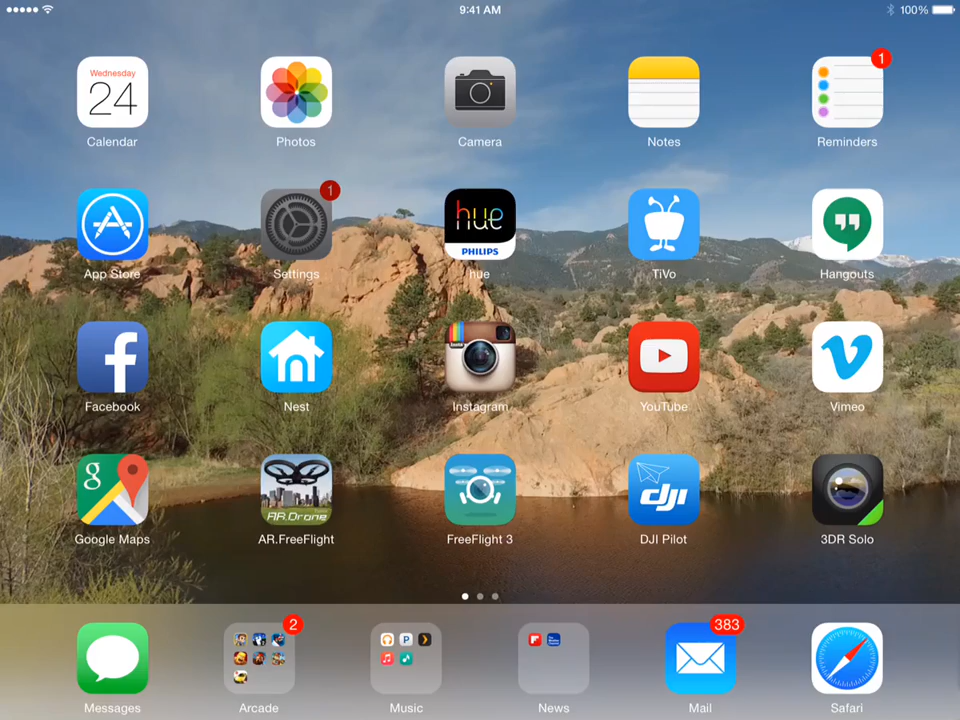 9:41 AM
100%
Wednesday
24
Calendar
Photos
Camera
Notes
1
Reminders
App Store
1
Settings
hue
PHILIPS
hue
TiVo
Hangouts
f
Facebook
Nest
Insta
Instagram
YouTube
v
Vimeo
g
Google Maps
AR.Drone
AR.FreeFlight
FreeFlight 3
dji
DJI Pilot
3DR Solo
Messages
2
Arcade
P
Music
News
383
Mail
Safari